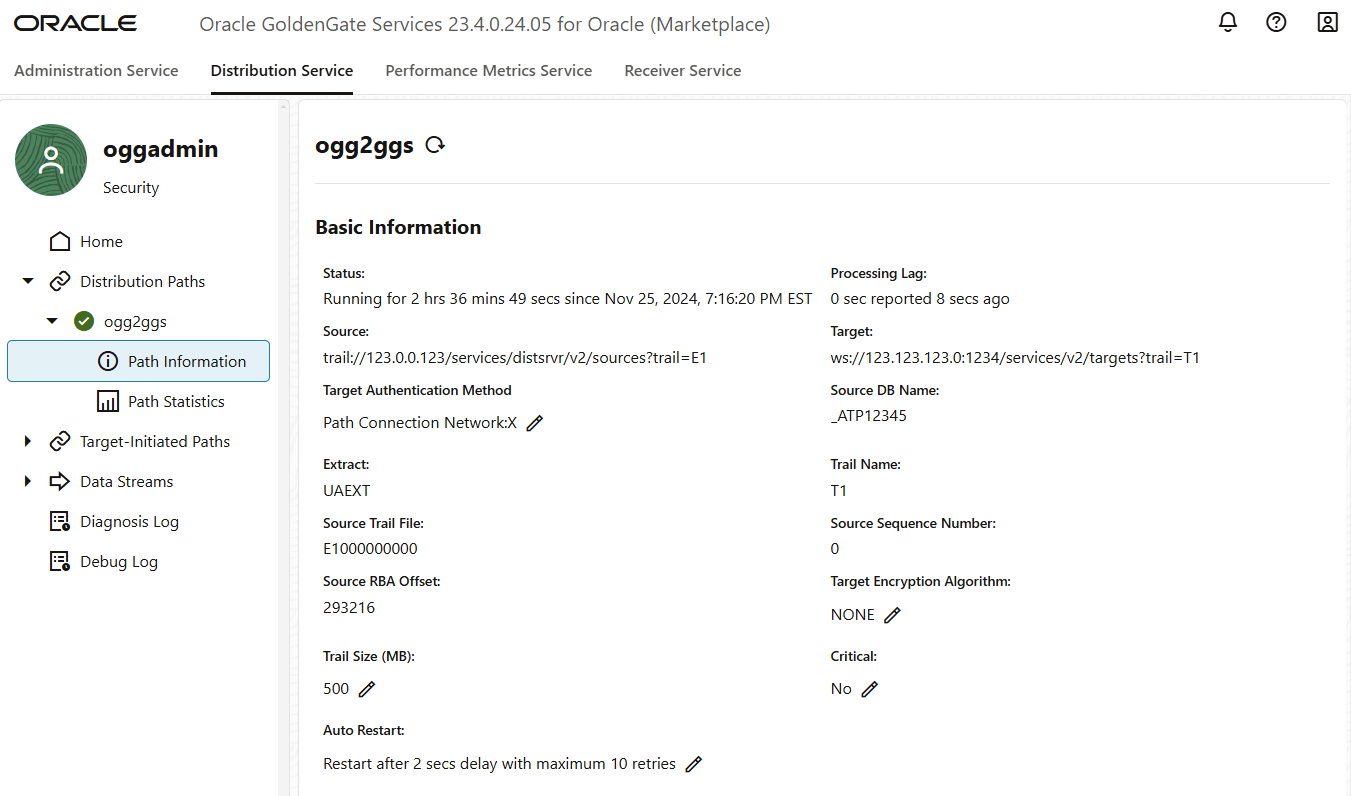 ORACLE
Oracle GoldenGate Services 23.4.0.24.05 for Oracle (Marketplace)
Administration Service
Distribution Service
Performance Metrics Service
Receiver Service
oggadmin
Security
Home
Distribution Paths
ogg2ggs
Path Information
Path Statistics
Target-Initiated Paths
Data Streams
Diagnosis Log
Debug Log
ogg2ggs
Basic Information
Status:
Running for 2 hrs 36 mins 49 secs since Nov 25, 2024, 7:16:20 PM EST
Processing Lag:
0 sec reported 8 secs ago
Source:
trail://123.0.0.123/services/distsrvr/v2/sources?trail=E1
Target:
ws://123.123.123.0:1234/services/v2/targets?trail=T1
Target Authentication Method
Path Connection Network:X
Source DB Name:
_ATP12345
Extract:
UAEXT
Trail Name:
T1
Source Trail File:
E1000000000
Source Sequence Number:
0
Source RBA Offset:
293216
Target Encryption Algorithm:
NONE
Trail Size (MB):
500
Critical:
No
Auto Restart:
Restart after 2 secs delay with maximum 10 retries